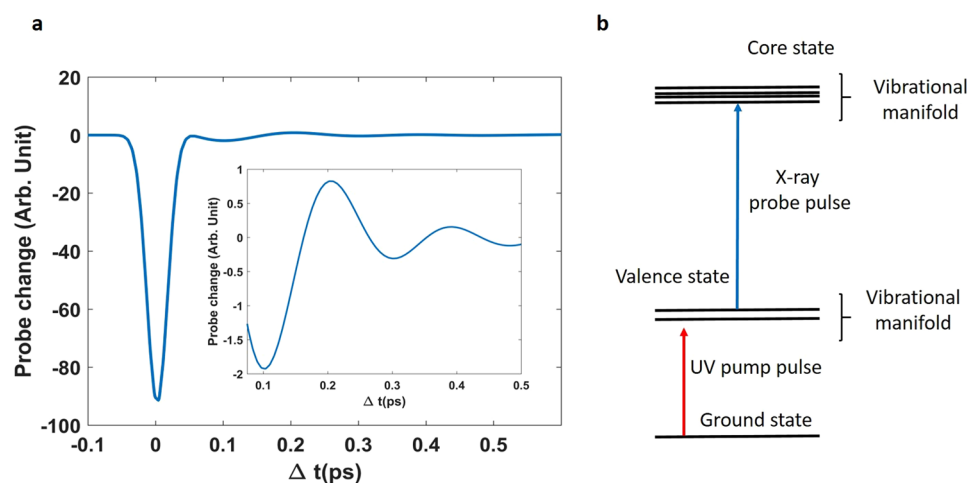 a
Probe change (Arb. Unit)
20
0
-20
-40
-60
-80
-100
-0.1
0
0.1
0.2
0.3
0.4
0.5
Δ t(ps)
Probe change (Arb. Unit)
1
0.5
0
-0.5
-1
-1.5
-2
0.1
0.2
0.3
0.4
0.5
Δ t(ps)
b
Core state
Vibrational
manifold
X-ray
probe pulse
Valence state
Vibrational
manifold
UV pump pulse
Ground state